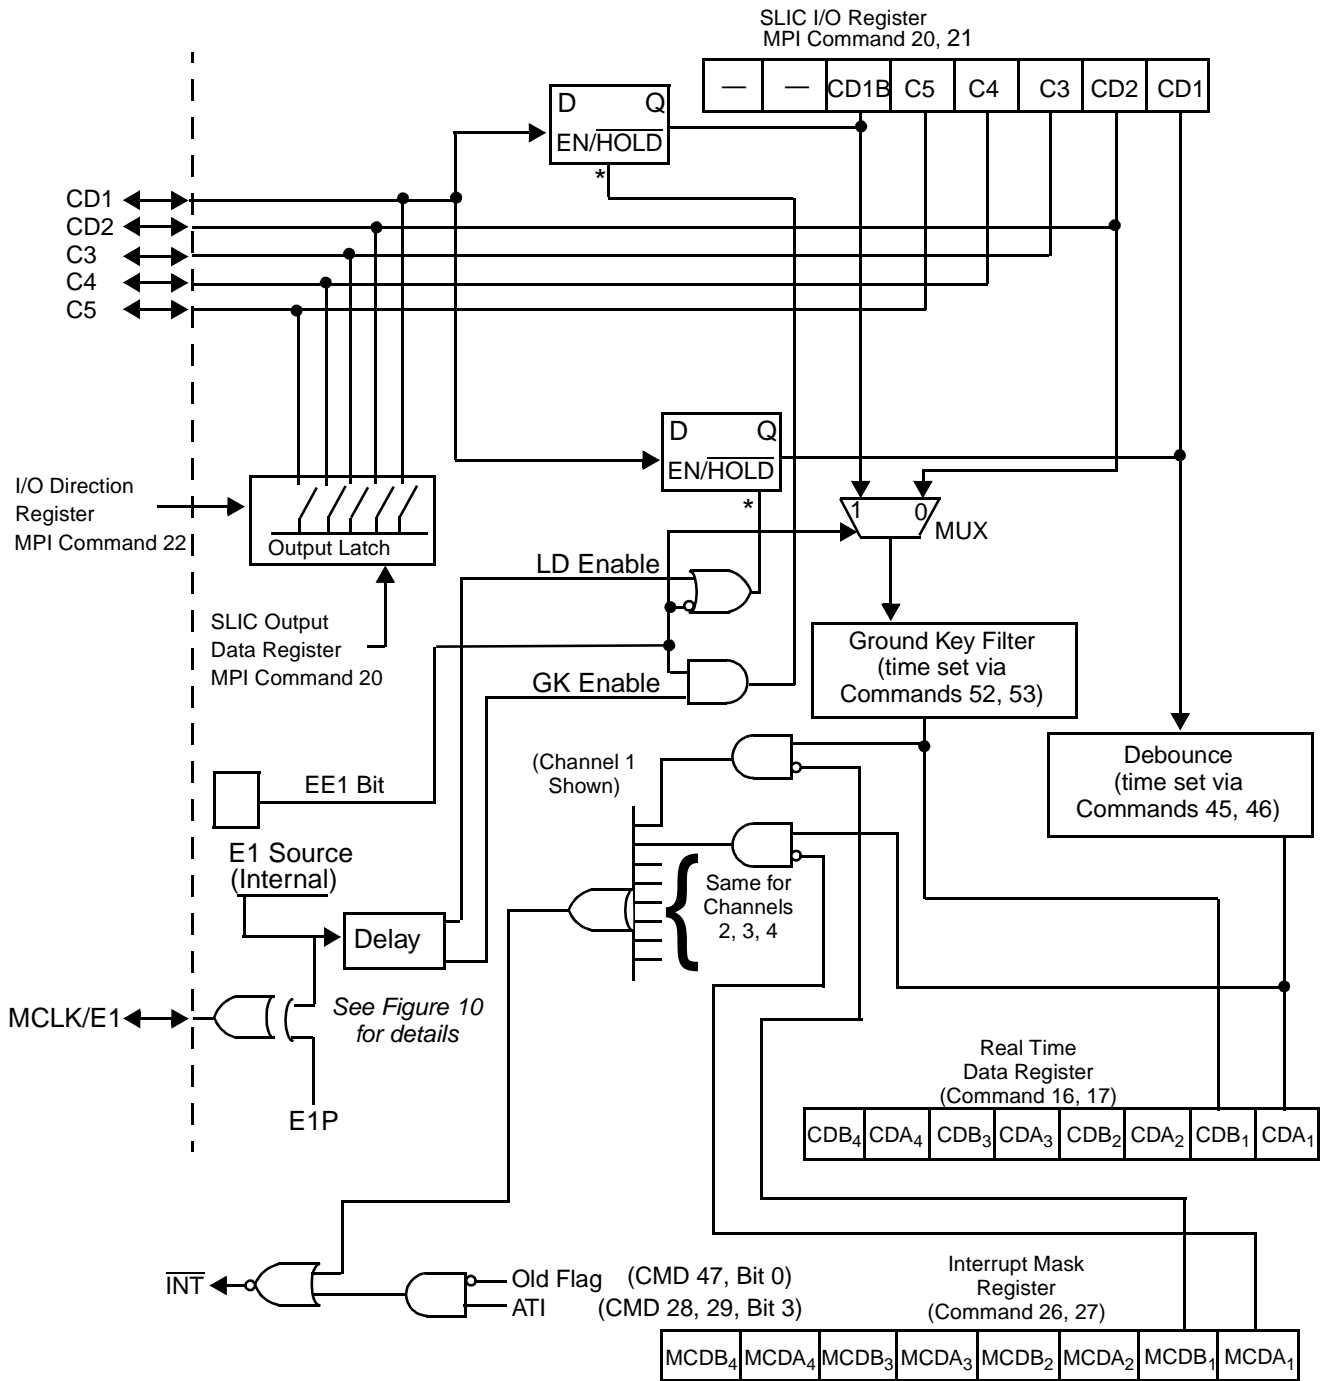 SLIC I/O Register
MPI Command 20, 21
— — CD1B C5 C4 C3 CD2 CD1
D Q
EN/HOLD
*
CD1
CD2
C3
C4
C5
D Q
EN/HOLD
*
I/O Direction
Register
MPI Command 22
Output Latch
1 0
MUX
LD Enable
SLIC Output
Data Register
MPI Command 20
Ground Key Filter
(time set via
Commands 52, 53)
GK Enable
(Channel 1
Shown)
Debounce
(time set via
Commands 45, 46)
EE1 Bit
E1 Source
(Internal)
{
Same for
Channels
2, 3, 4
Delay
See Figure 10
for details
MCLK/E1
E1P
Real Time
Data Register
(Command 16, 17)
CDB4 CDA4 CDB3 CDA3 CDB2 CDA2 CDB1 CDA1
INT
Old Flag (CMD 47, Bit 0)
ATI (CMD 28, 29, Bit 3)
Interrupt Mask
Register
(Command 26, 27)
MCDB4 MCDA4 MCDB3 MCDA3 MCDB2 MCDA2 MCDB1 MCDA1